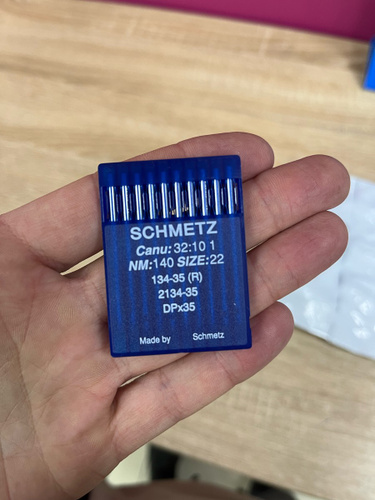 SCHMETZ
Canu: 32:10 1
NM:140 SIZE:22
134-35 (R)
2134-35
DPx35
Made by Schmetz